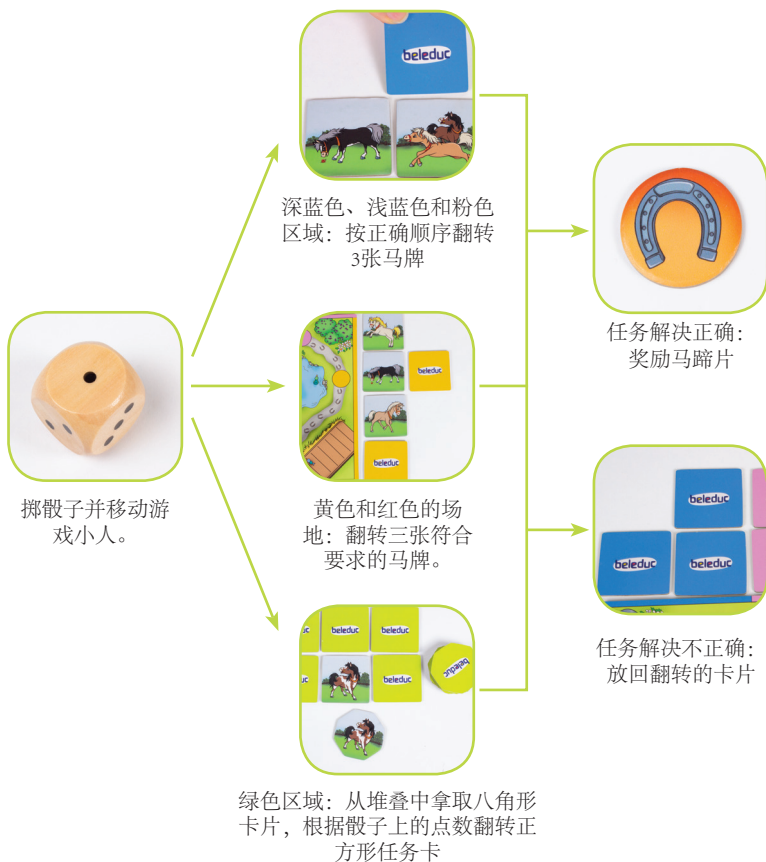 beleduc
深蓝色、浅蓝色和粉色
区域：按正确顺序翻转
3张马牌
任务解决正确：
奖励马蹄片
beleduc
beleduc
掷骰子并移动游
戏小人。
黄色和红色的场
地：翻转三张符合
要求的马牌。
beleduc
beleduc
beleduc
任务解决不正确：
放回翻转的卡片
beleduc
beleduc
beleduc
beleduc
绿色区域：从堆叠中拿取八角形
卡片，根据骰子上的点数翻转正
方形任务卡